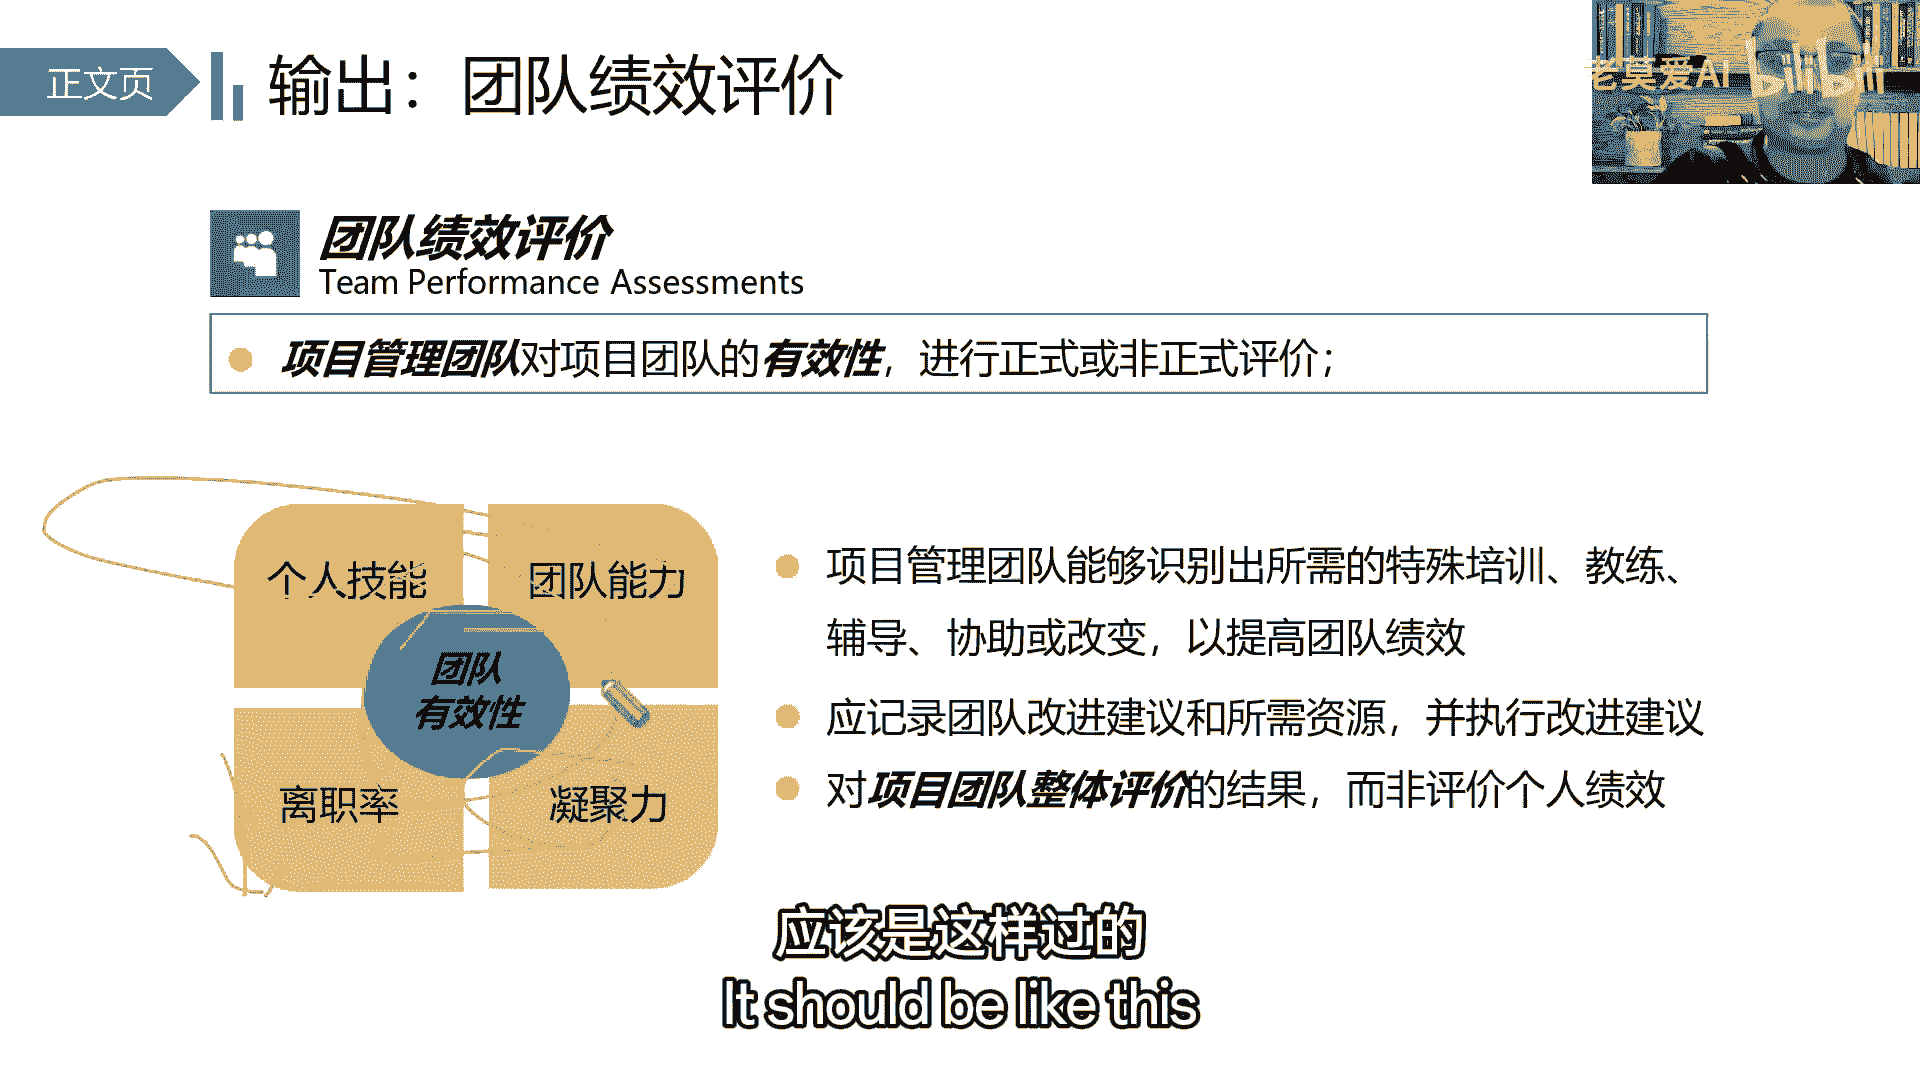 正文页
输出：团队绩效评价
老莫爱AI
bilibili
团队绩效评价
Team Performance Assessments
项目管理团队对项目团队的有效性，进行正式或非正式评价；
个人技能
团队能力
团队
有效性
离职率
凝聚力
项目管理团队能够识别出所需的特殊培训、教练、
辅导、协助或改变，以提高团队绩效
应记录团队改进建议和所需资源，并执行改进建议
对项目团队整体评价的结果，而非评价个人绩效
应该是这样过的
It should be like this